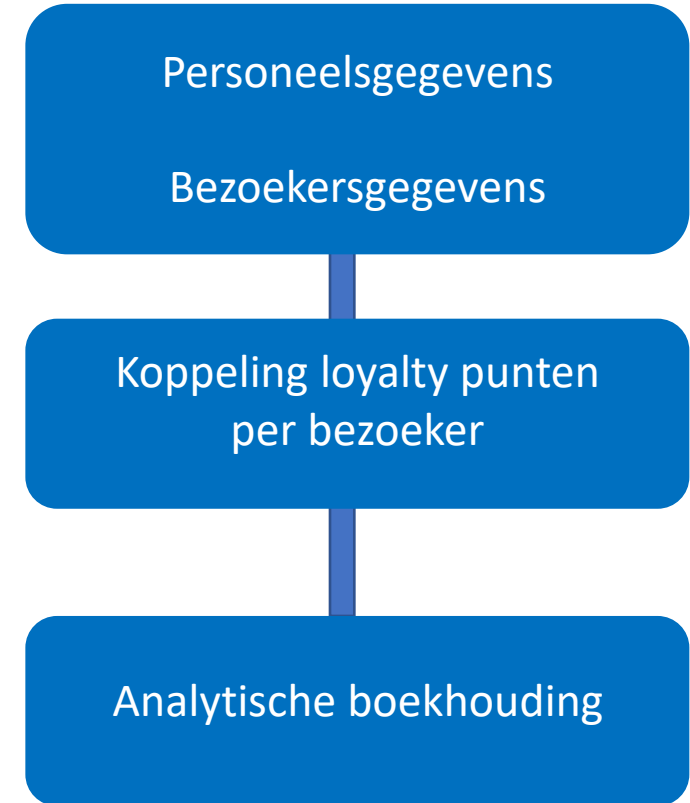 Personeelsgegevens
Bezoekersgegevens
Koppeling loyalty punten
per bezoeker
Analytische boekhouding